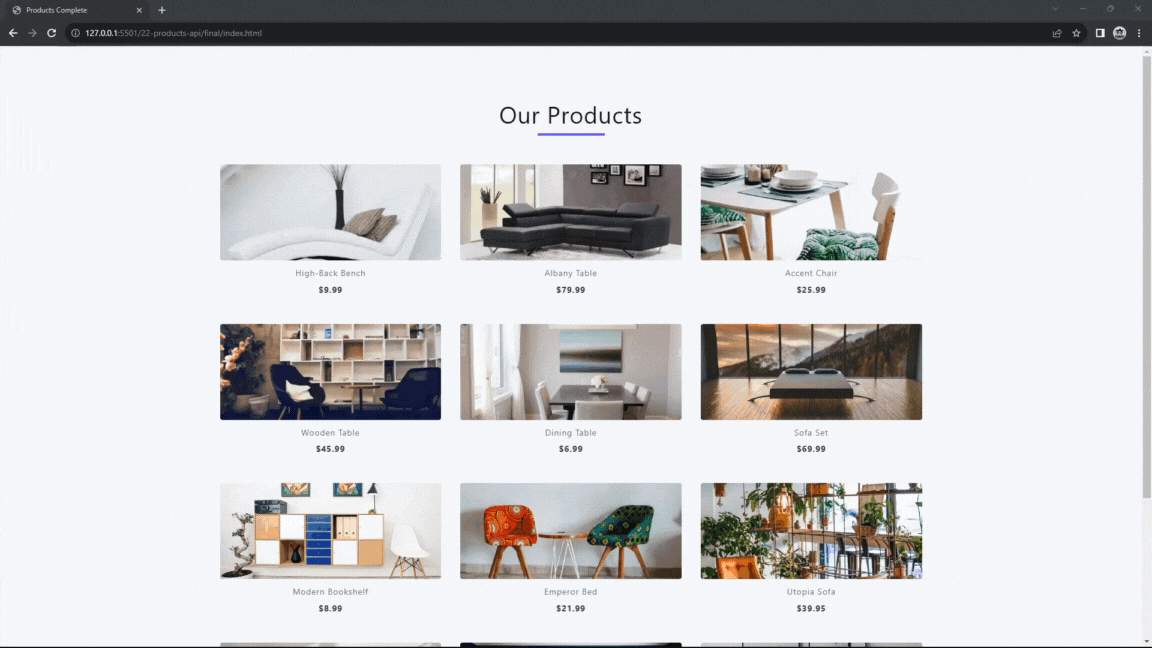 Products Complete
127.0.0.1:5501/22-products-api/final/index.html
Our Products
High-Back Bench
$9.99
Albany Table
$79.99
Accent Chair
$25.99
Wooden Table
$45.99
Dining Table
$6.99
Sofa Set
$69.99
Modern Bookshelf
$8.99
Emperor Bed
$21.99
Utopia Sofa
$39.95